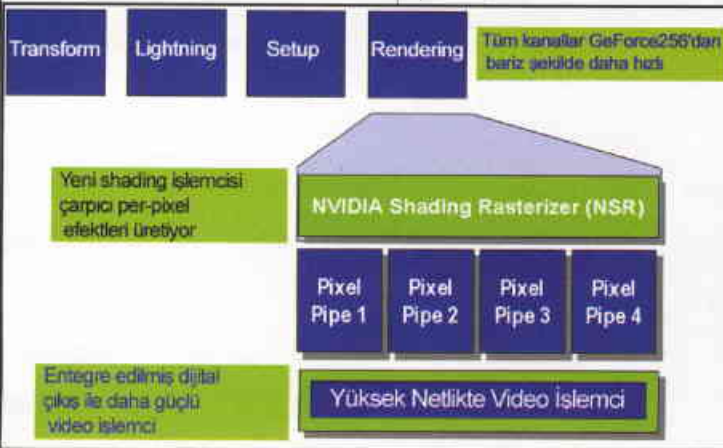 Transform
Lightning
Setup
Rendering
Tüm kanallar GeForce256'dan
bariz şekilde daha hızlı
Yeni shading işlemcisi
çarpıcı per-pixel
efektleri üretiyor
NVIDIA Shading Rasterizer (NSR)
Pixel
Pipe 1
Pixel
Pipe 2
Pixel
Pipe 3
Pixel
Pipe 4
Entegre edilmiş dijital
çıkış ile daha güçlü
video işlemci
Yüksek Netlikte Video İşlemci